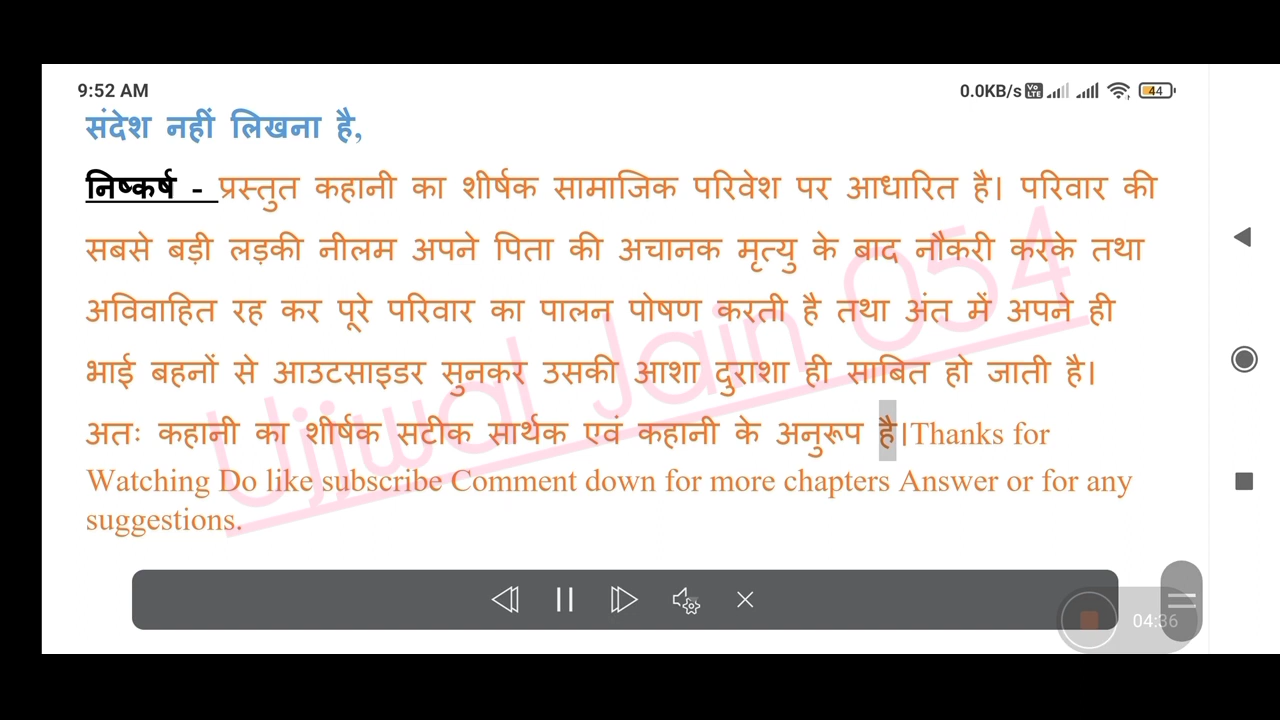 9:52 AM 0.0KB/s Vo LTE 44
संदेश नहीं लिखना है,
निष्कर्ष - प्रस्तुत कहानी का शीर्षक सामाजिक परिवेश पर आधारित है। परिवार की
सबसे बड़ी लड़की नीलम अपने पिता की अचानक मृत्यु के बाद नौकरी करके तथा
अविवाहित रह कर पूरे परिवार का पालन पोषण करती है तथा अंत में अपने ही
भाई बहनों से आउटसाइडर सुनकर उसकी आशा दुराशा ही साबित हो जाती है।
अतः कहानी का शीर्षक सटीक सार्थक एवं कहानी के अनुरूप है।Thanks for
Watching Do like subscribe Comment down for more chapters Answer or for any
suggestions.
Ujjwal Jain 054
04:36